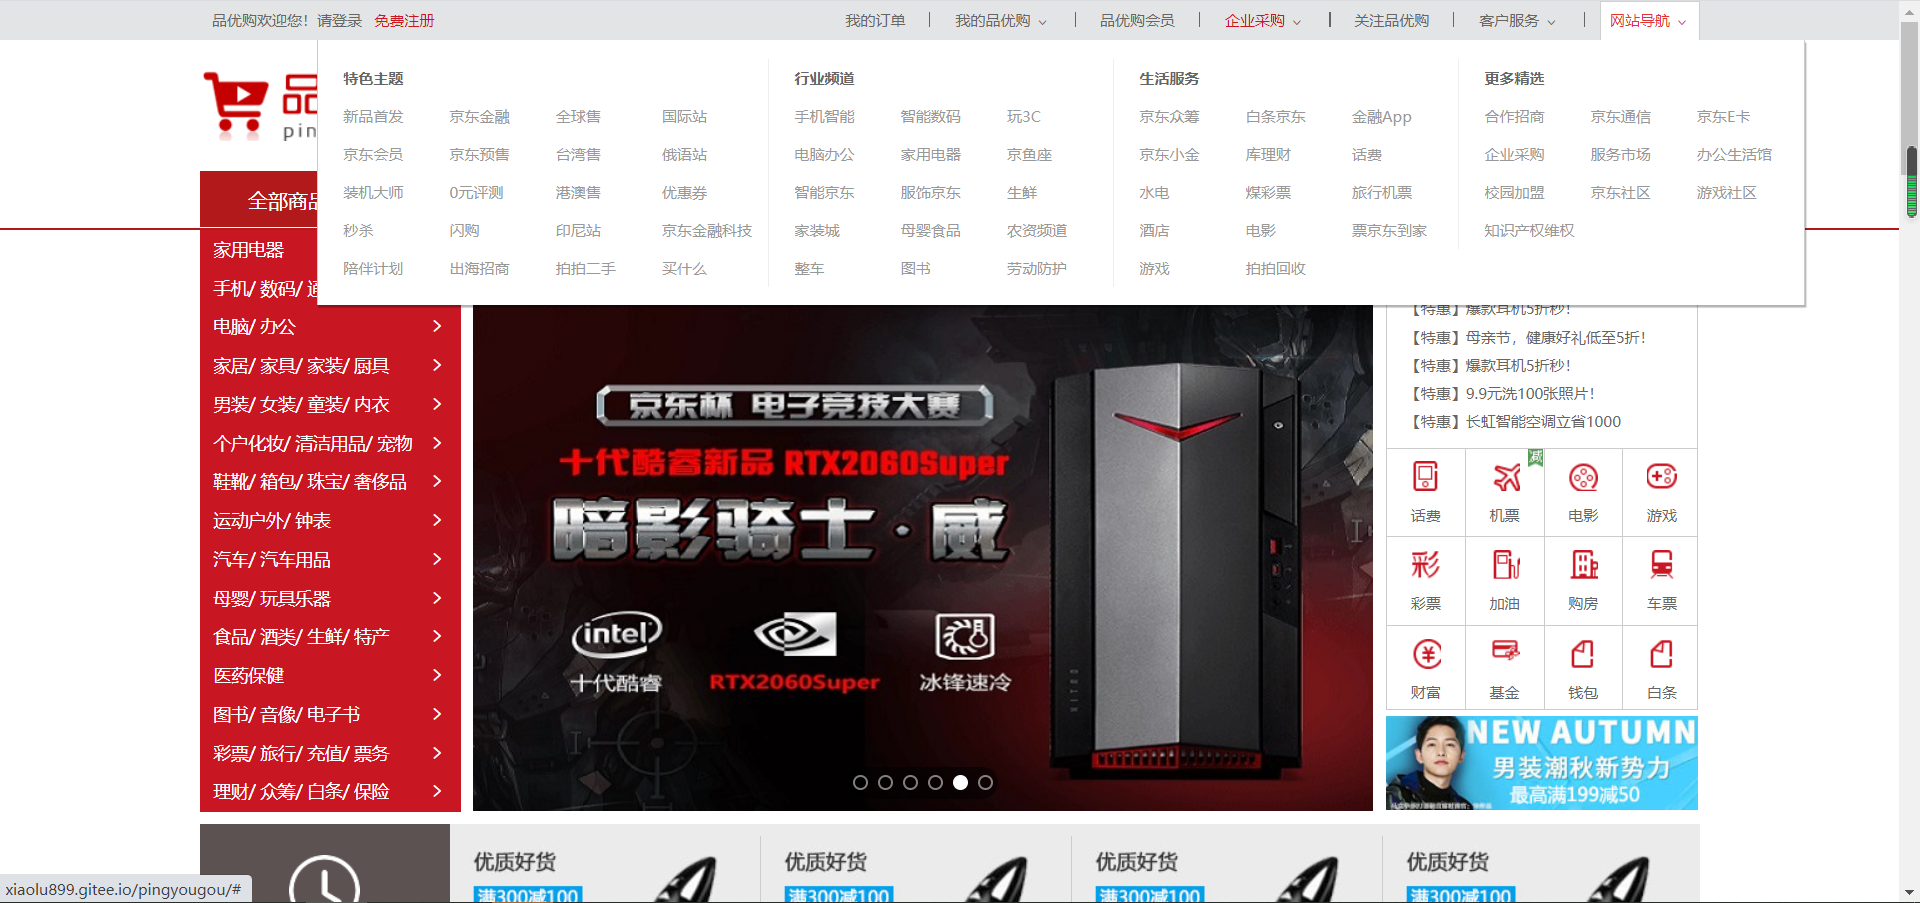 品优购欢迎您! 请登录 免费注册
我的订单 我的品优购 品优购会员 企业采购 关注品优购 客户服务 网站导航
品
pin
特色主题 行业频道 生活服务 更多精选
新品首发 京东金融 全球售 国际站 手机智能 智能数码 玩3C 京东众筹 白条东东 金融App 合作招商 京东通信 京东E卡
京东会员 京东预售 台湾售 俄语站 电脑办公 家用电器 京鱼座 京东小金 库理财 话费 企业采购 服务市场 办公生活馆
装机大师 0元评测 港澳售 优惠券 智能京东 服饰京东 生鲜 水电 煤彩票 旅行机票 校园加盟 京东社区 游戏社区
秒杀 闪购 印尼站 京东金融科技 家装城 母婴食品 农资频道 酒店 电影 票京东到家 知识产权维权
陪伴计划 出海招商 拍拍二手 买什么 整车 图书 劳动防护 游戏 拍拍回收
全部商品
家用电器
手机/ 数码/ 通
电脑/ 办公
家居/ 家具/ 家装/ 厨具
男装/ 女装/ 童装/ 内衣
个户化妆/ 清洁用品/ 宠物
鞋靴/ 箱包/ 珠宝/ 奢侈品
运动户外/ 钟表
汽车/ 汽车用品
母婴/ 玩具乐器
食品/ 酒类/ 生鲜/ 特产
医药保健
图书/ 音像/ 电子书
彩票/ 旅行/ 充值/ 票务
理财/ 众筹/ 白条/ 保险
京东杯 电子竞技大赛
十代酷睿新品 RTX2060Super
暗影骑士·威
intel
十代酷睿 RTX2060Super 冰锋速冷
NITRO
【特惠】爆款耳机5折秒!
【特惠】母亲节，健康好礼低至5折!
【特惠】爆款耳机5折秒!
【特惠】9.9元洗100张照片!
【特惠】长虹智能空调立省1000
减
话费 机票 电影 游戏
彩
彩票 加油 购房 车票
财富 基金 钱包 白条
NEW AUTUMN
男装潮秋新势力
最高满199减50
优质好货 优质好货 优质好货 优质好货
满300减100 满300减100 满300减100 满300减100
xiaolu899.gitee.io/pingyougou/#